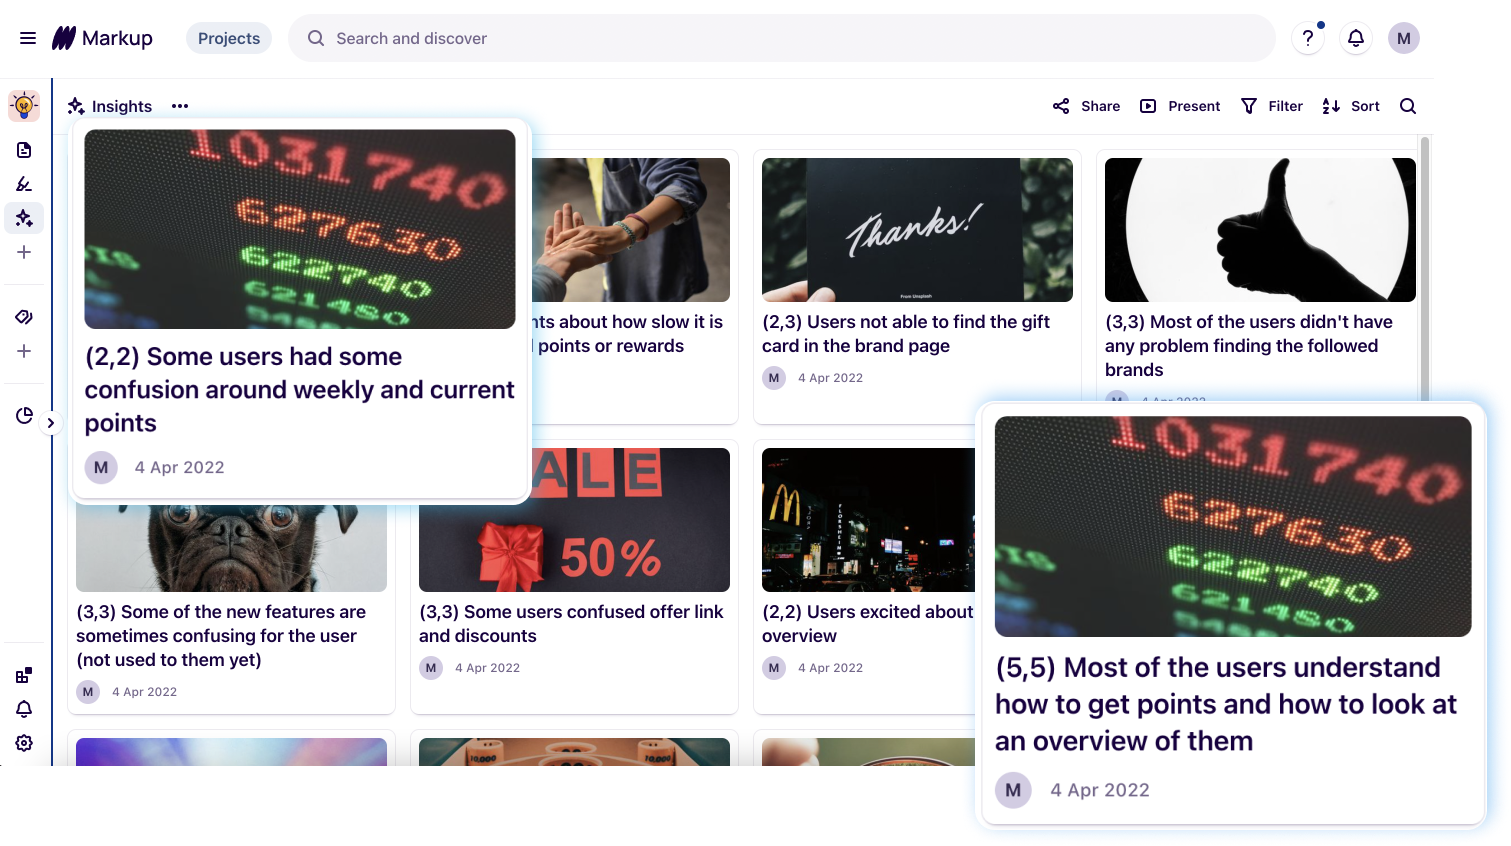 Markup
Projects
Search and discover
?
M
Insights
Share
Present
Filter
Sort
1031740
627630
622740
621480
(2,2) Some users had some
confusion around weekly and current
points
M
4 Apr 2022
nts about how slow it is
points or rewards
Thanks!
From Unsplash
(2,3) Users not able to find the gift
card in the brand page
M
4 Apr 2022
(3,3) Most of the users didn't have
any problem finding the followed
brands
(3,3) Some of the new features are
sometimes confusing for the user
(not used to them yet)
M
4 Apr 2022
ALE
50%
(3,3) Some users confused offer link
and discounts
M
4 Apr 2022
FLORSHEIM
(2,2) Users excited about
overview
M
4 Apr 2022
1031740
627630
622740
621480
(5,5) Most of the users understand
how to get points and how to look at
an overview of them
M
4 Apr 2022
10,000
10,000